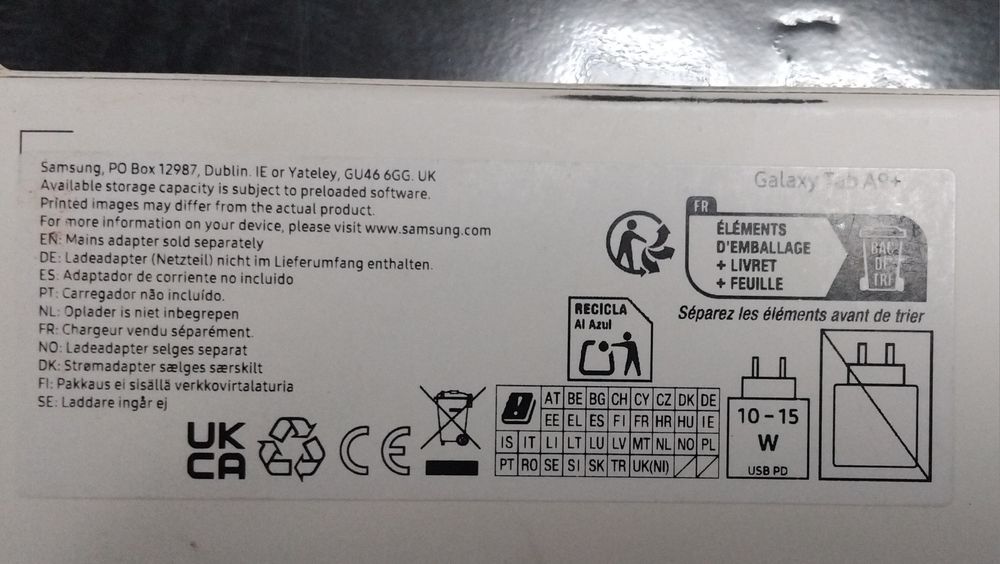 Samsung, PO Box 12987, Dublin. IE or Yateley, GU46 6GG. UK
Available storage capacity is subject to preloaded software.
Printed images may differ from the actual product.
For more information on your device, please visit www.samsung.com
EN: Mains adapter sold separately
DE: Ladeadapter (Netzteil) nicht im Lieferumfang enthalten.
ES: Adaptador de corriente no incluido
PT: Carregador não incluído.
NL: Oplader is niet inbegrepen
FR: Chargeur vendu séparément.
NO: Ladeadapter selges separat
DK: Strømadapter sælges særskilt
FI: Pakkaus ei sisällä verkkovirtalaturia
SE: Laddare ingår ej
Galaxy Tab A9+
FR
ÉLÉMENTS
D'EMBALLAGE
+ LIVRET
+ FEUILLE
BAC
DE
TRI
Séparez les éléments avant de trier
RECICLA
Al Azul
UK
CA
CE
AT BE BG CH CY CZ DK DE
EE EL ES FI FR HR HU IE
IS IT LI LT LU LV MT NL NO PL
PT RO SE SI SK TR UK(NI)
10-15
W
USB PD